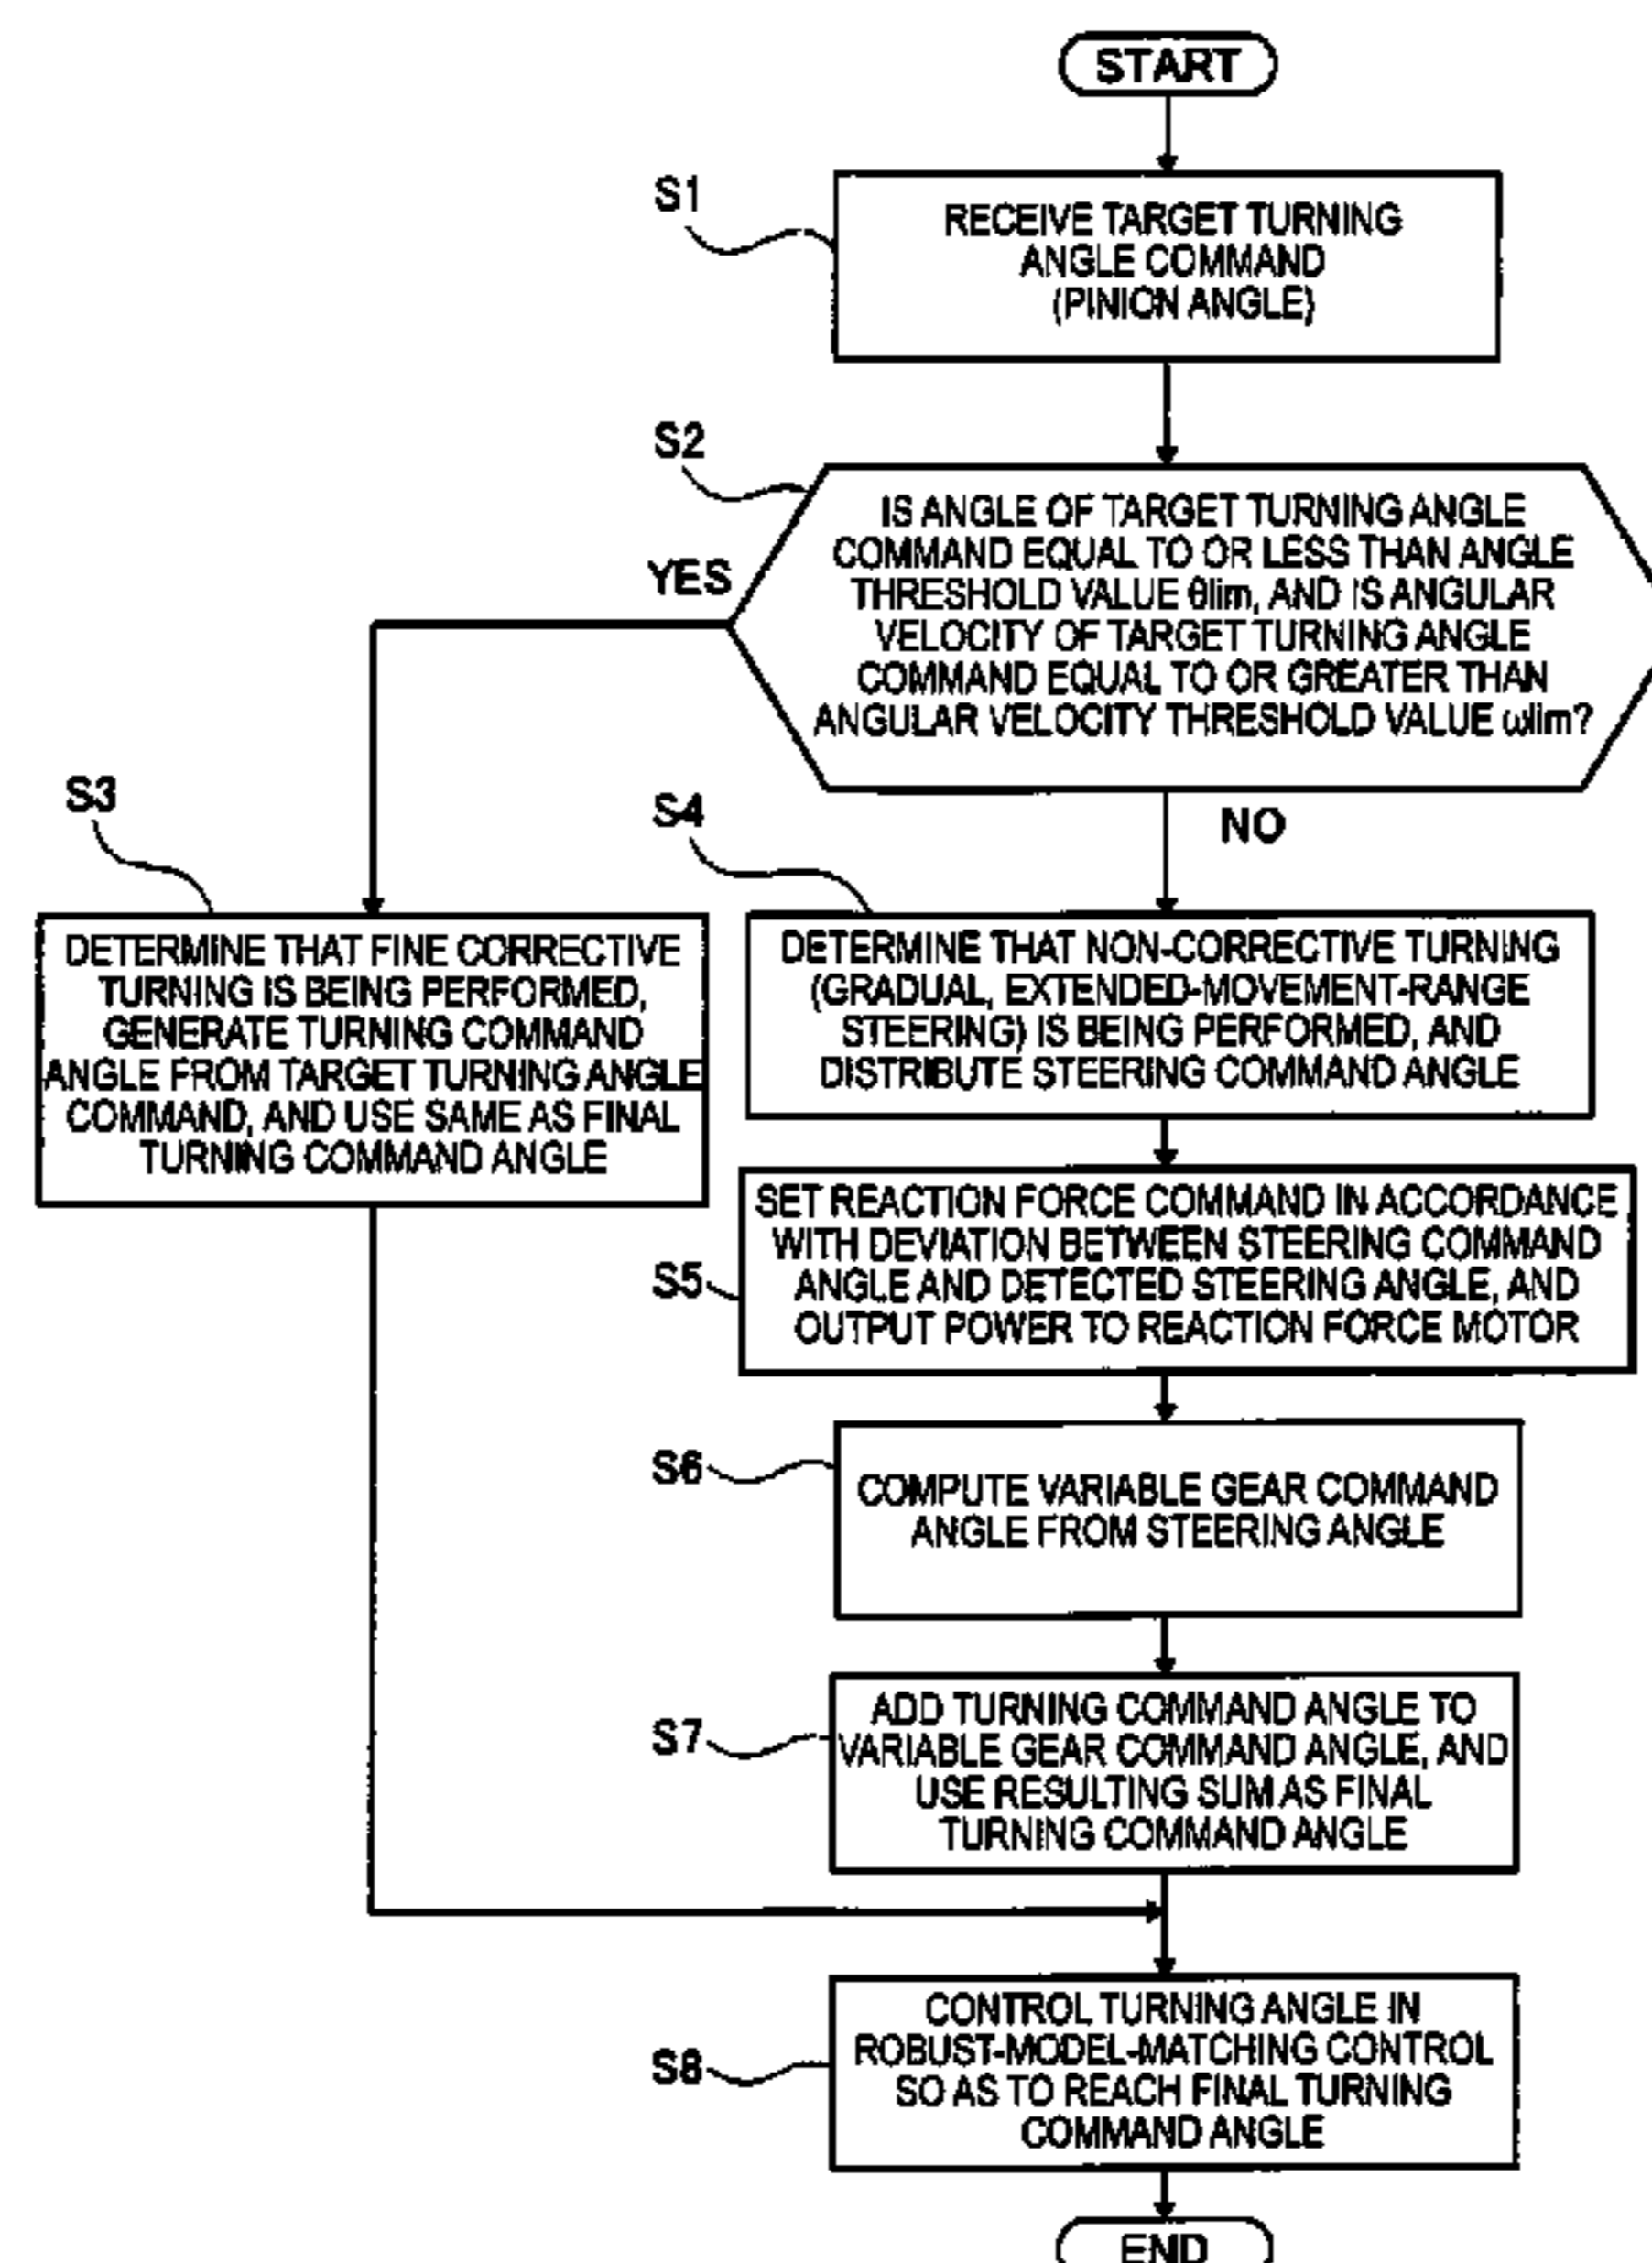 START
S1
RECEIVE TARGET TURNING
ANGLE COMMAND
(PINION ANGLE)
S2
IS ANGLE OF TARGET TURNING ANGLE
COMMAND EQUAL TO OR LESS THAN ANGLE
THRESHOLD VALUE θlim, AND IS ANGULAR
VELOCITY OF TARGET TURNING ANGLE
COMMAND EQUAL TO OR GREATER THAN
ANGULAR VELOCITY THRESHOLD VALUE ωlim?
YES
NO
S3
DETERMINE THAT FINE CORRECTIVE
TURNING IS BEING PERFORMED,
GENERATE TURNING COMMAND
ANGLE FROM TARGET TURNING ANGLE
COMMAND, AND USE SAME AS FINAL
TURNING COMMAND ANGLE
S4
DETERMINE THAT NON-CORRECTIVE TURNING
(GRADUAL, EXTENDED-MOVEMENT-RANGE
STEERING) IS BEING PERFORMED, AND
DISTRIBUTE STEERING COMMAND ANGLE
S5
SET REACTION FORCE COMMAND IN ACCORDANCE
WITH DEVIATION BETWEEN STEERING COMMAND
ANGLE AND DETECTED STEERING ANGLE, AND
OUTPUT POWER TO REACTION FORCE MOTOR
S6
COMPUTE VARIABLE GEAR COMMAND
ANGLE FROM STEERING ANGLE
S7
ADD TURNING COMMAND ANGLE TO
VARIABLE GEAR COMMAND ANGLE, AND
USE RESULTING SUM AS FINAL
TURNING COMMAND ANGLE
S8
CONTROL TURNING ANGLE IN
ROBUST-MODEL-MATCHING CONTROL
SO AS TO REACH FINAL TURNING
COMMAND ANGLE
END